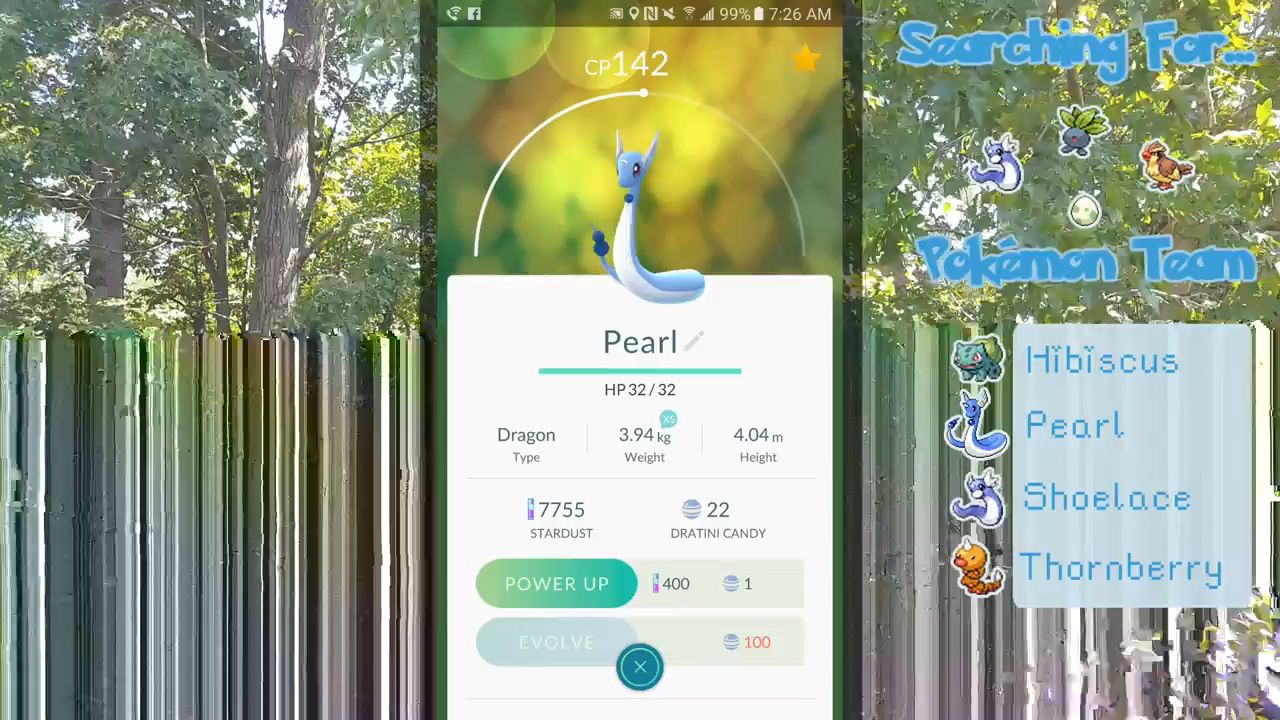 99% 7:26 AM
CP142
Pearl
HP 32 / 32
XS
Dragon 3.94 kg 4.04 m
Type Weight Height
7755 22
STARDUST DRATINI CANDY
POWER UP 400 1
EVOLVE 100
Searching For...
Pokémon Team
Hibiscus
Pearl
Shoelace
Thornberry